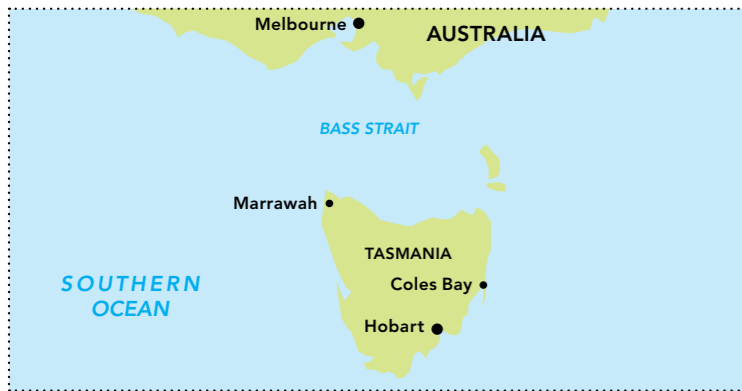 Melbourne
AUSTRALIA
BASS STRAIT
Marrawah
TASMANIA
SOUTHERN
OCEAN
Coles Bay
Hobart